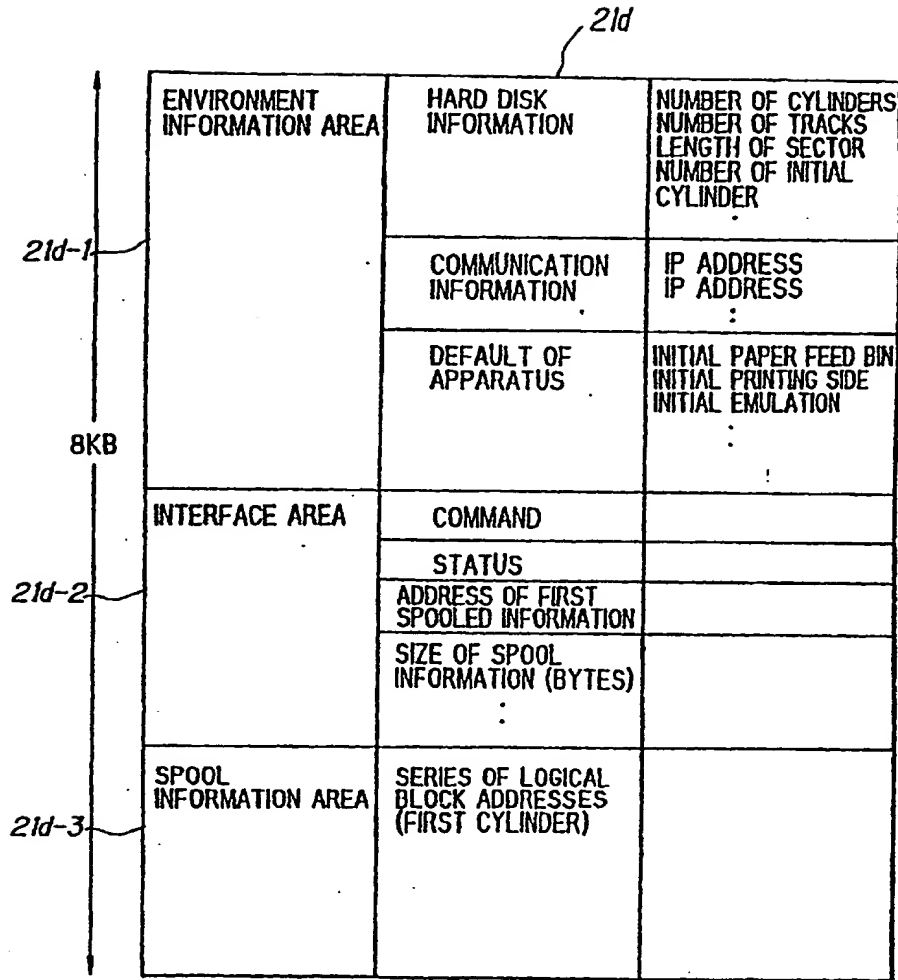 21d
ENVIRONMENT
INFORMATION AREA
HARD DISK
INFORMATION
NUMBER OF CYLINDERS
NUMBER OF TRACKS
LENGTH OF SECTOR
NUMBER OF INITIAL
CYLINDER
21d-1
COMMUNICATION
INFORMATION
IP ADDRESS
IP ADDRESS
DEFAULT OF
APPARATUS
INITIAL PAPER FEED BIN
INITIAL PRINTING SIDE
INITIAL EMULATION
8KB
INTERFACE AREA
COMMAND
STATUS
21d-2
ADDRESS OF FIRST
SPOOLED INFORMATION
SIZE OF SPOOL
INFORMATION (BYTES)
SPOOL
INFORMATION AREA
SERIES OF LOGICAL
BLOCK ADDRESSES
(FIRST CYLINDER)
21d-3